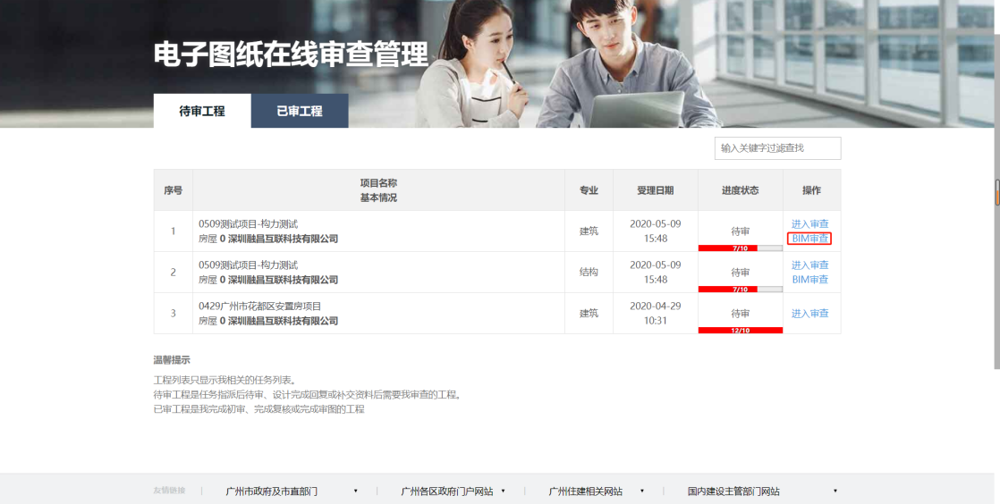 电子图纸在线审查管理
待审工程 已审工程
输入关键字过滤查找
序号 项目名称 基本情况 专业 受理日期 进度状态 操作
1 0509测试项目-构力测试 建筑 2020-05-09 待审 进入审查
房屋 0 深圳融昌互联科技有限公司 15:48 7/10 BIM审查
2 0509测试项目-构力测试 结构 2020-05-09 待审 进入审查
房屋 0 深圳融昌互联科技有限公司 15:48 7/10 BIM审查
3 0429广州市花都区安置房项目 建筑 2020-04-29 待审 进入审查
房屋 0 深圳融昌互联科技有限公司 10:31 12/10
温馨提示
工程列表只显示我相关的任务列表。
待审工程是任务指派后待审、设计完成回复或补交资料后需要我审查的工程。
已审工程是我完成初审、完成复核或完成审图的工程
友情链接 | 广州市政府及市直部门 | 广州各区政府门户网站 | 广州住建相关网站 | 国内建设主管部门网站